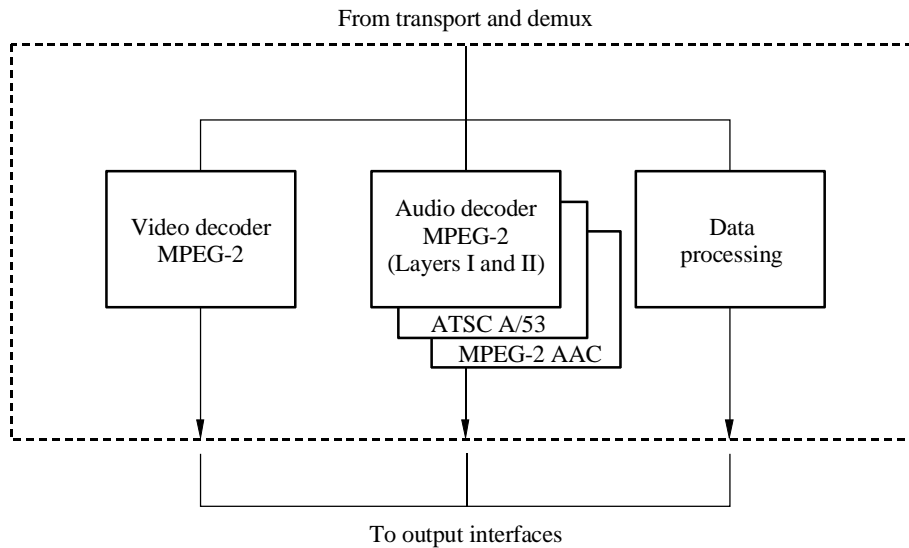 From transport and demux
Video decoder
MPEG-2
Audio decoder
MPEG-2
(Layers I and II)
ATSC A/53
MPEG-2 AAC
Data
processing
To output interfaces